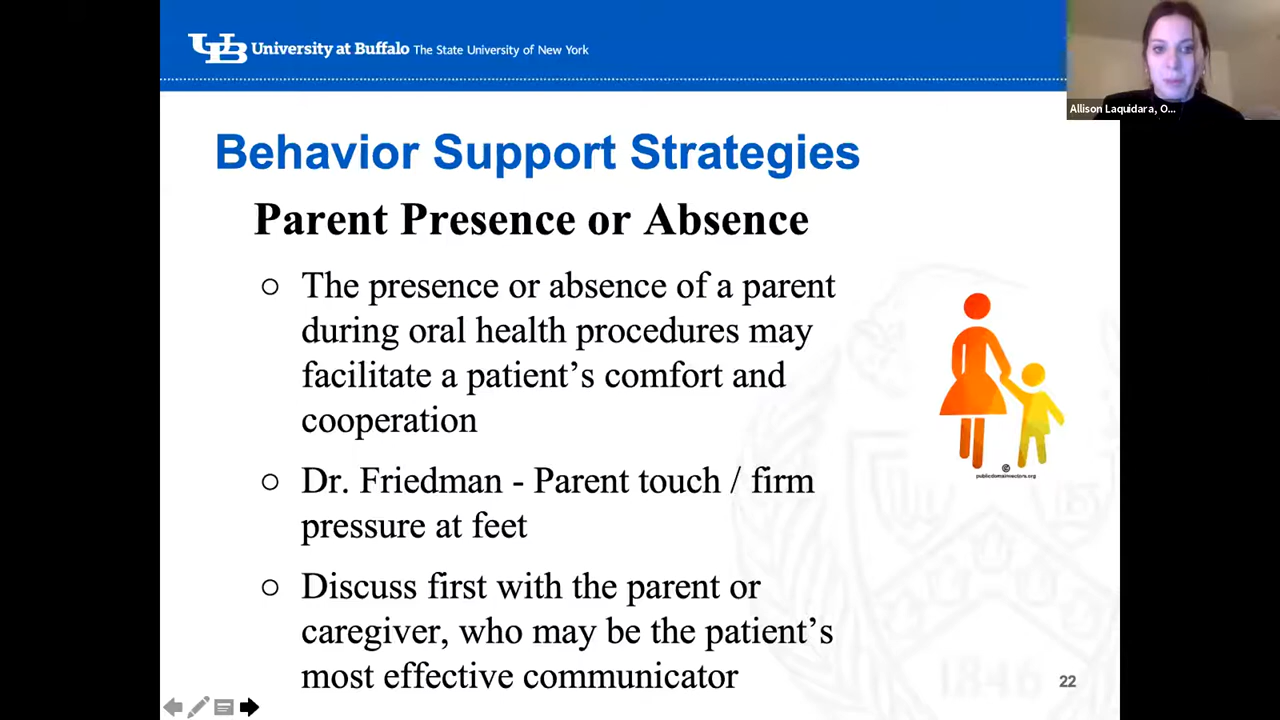 University at Buffalo The State University of New York
Allison Laquidara, O...
Behavior Support Strategies
Parent Presence or Absence
The presence or absence of a parent
during oral health procedures may
facilitate a patient's comfort and
cooperation
Dr. Friedman - Parent touch / firm
pressure at feet
Discuss first with the parent or
caregiver, who may be the patient's
most effective communicator
©
publicdomainvectors.org
1846
22